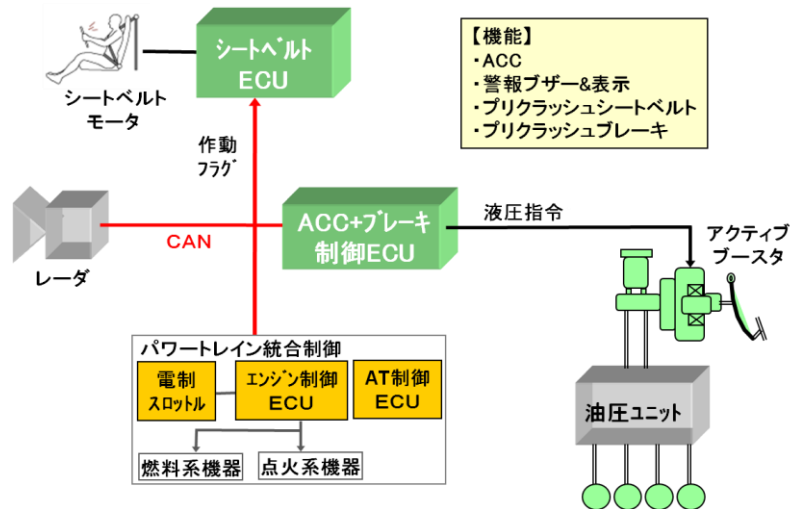 シートベルト
ECU
シートベルト
モータ
【機能】
・ACC
・警報ブザー&表示
・プリクラッシュシートベルト
・プリクラッシュブレーキ
作動
フラグ
レーダ
CAN
ACC+ブレーキ
制御ECU
液圧指令
アクティブ
ブースタ
パワートレイン統合制御
電制
スロットル
エンジン制御
ECU
AT制御
ECU
燃料系機器
点火系機器
油圧ユニット